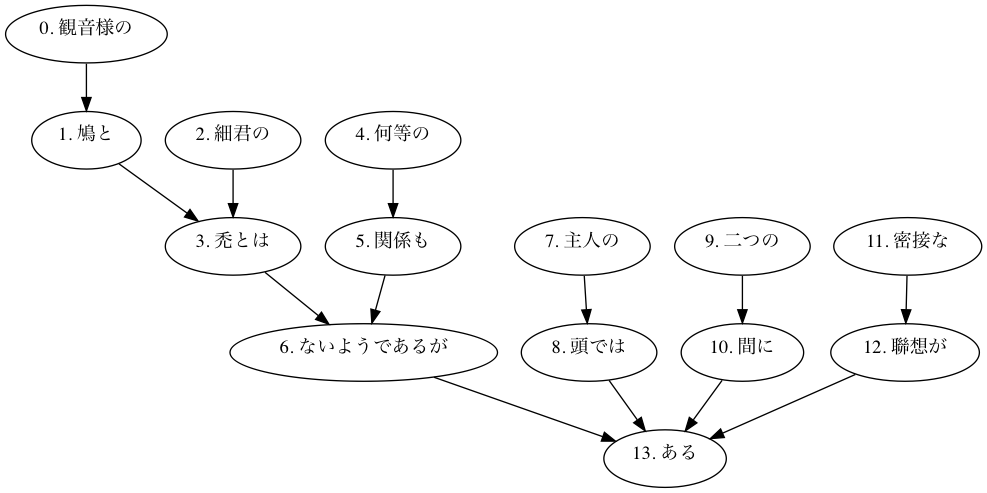 0. 観音様の
1. 鳩と
2. 細君の
4. 何等の
3. 禿とは
5. 関係も
7. 主人の
9. 二つの
11. 密接な
6. ないようであるが
8. 頭では
10. 間に
12. 聯想が
13. ある